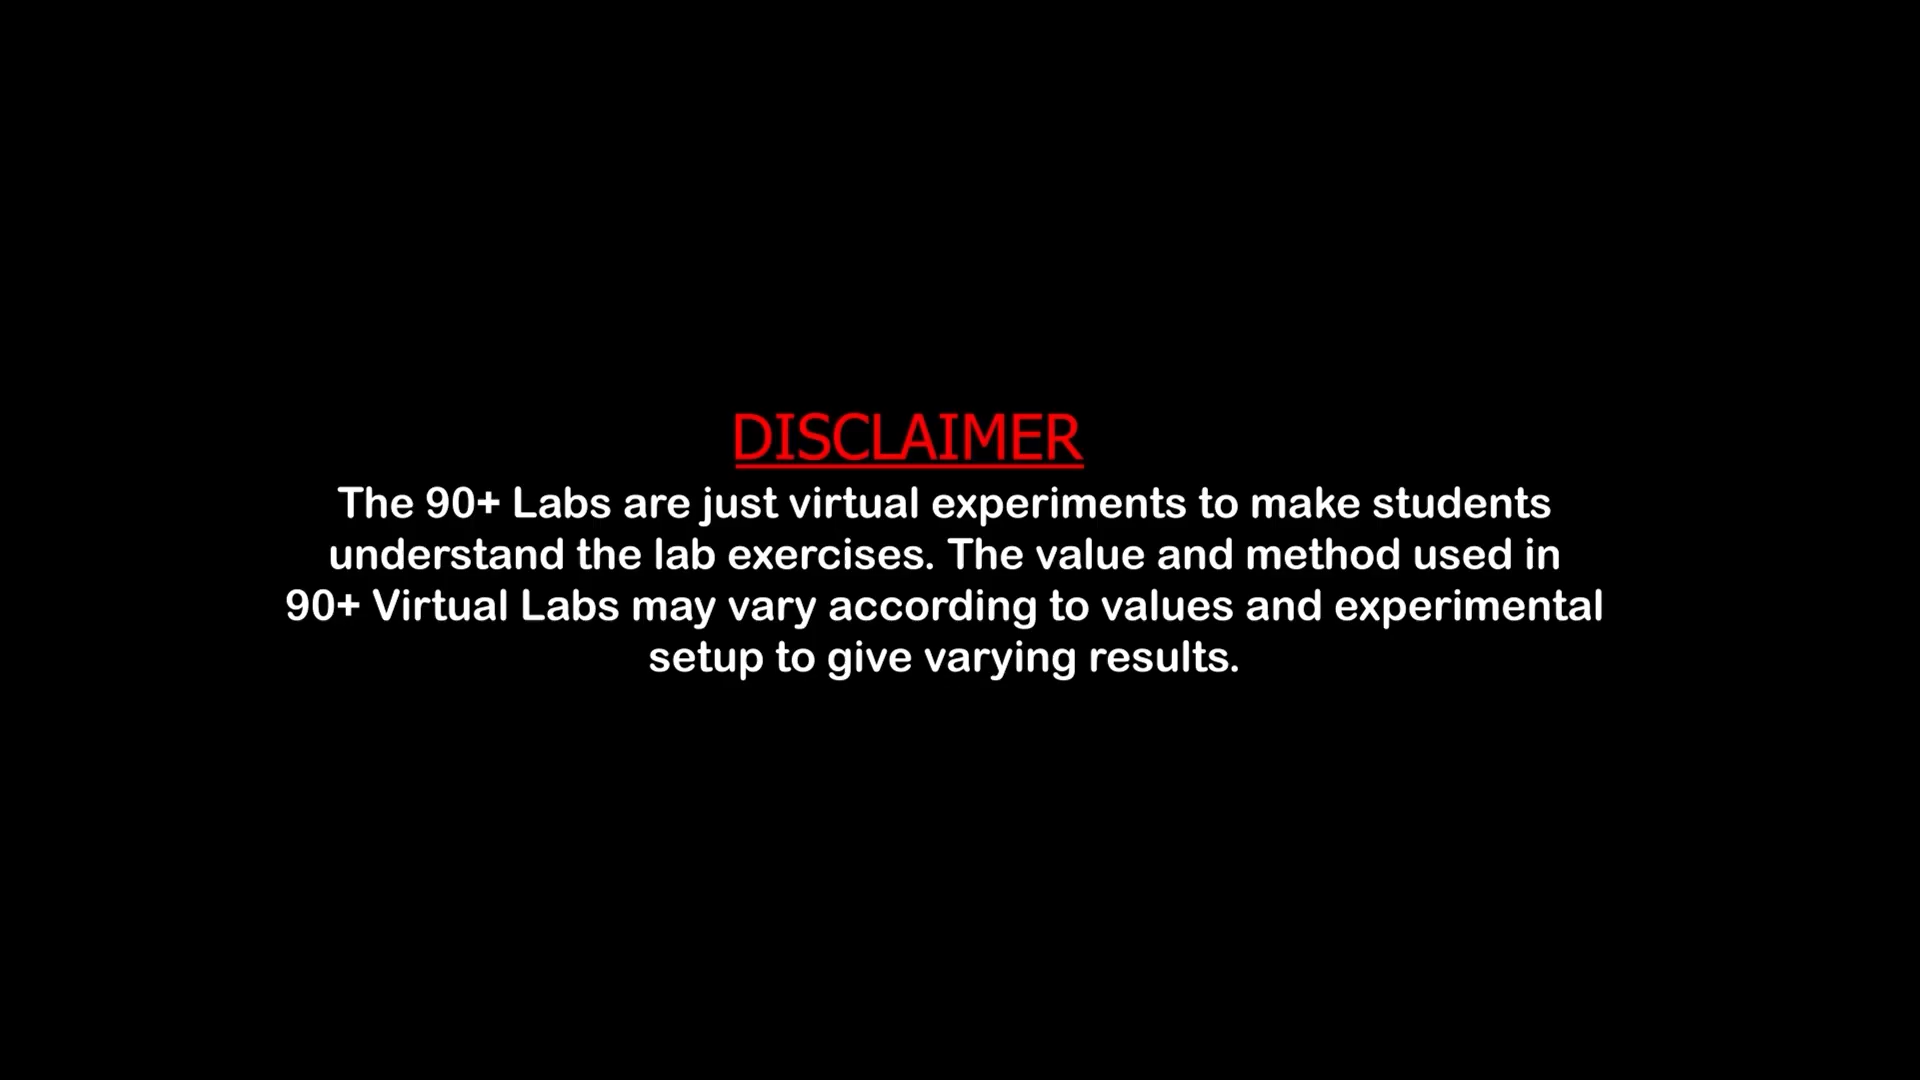 DISCLAIMER
The 90+ Labs are just virtual experiments to make students
understand the lab exercises. The value and method used in
90+ Virtual Labs may vary according to values and experimental
setup to give varying results.